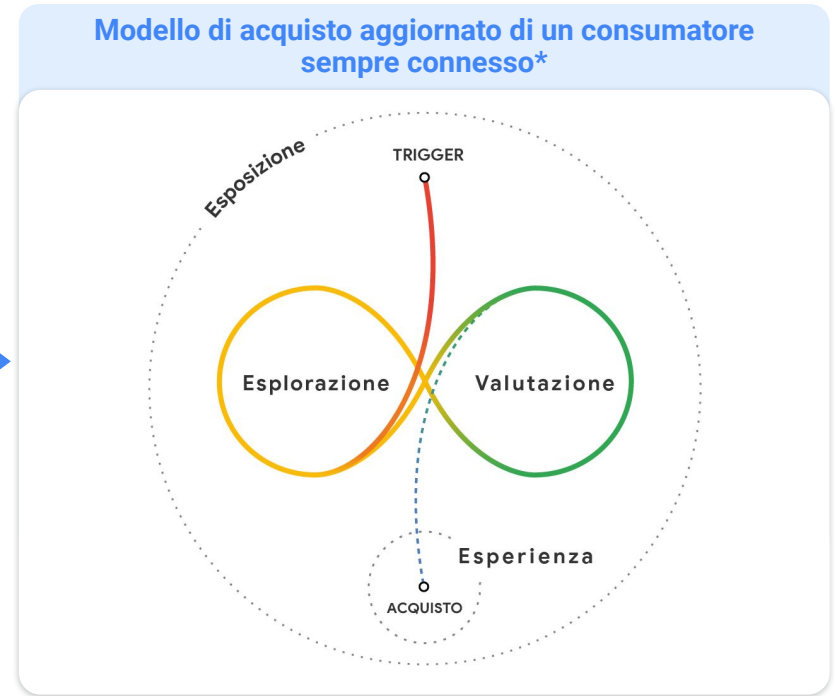 Modello di acquisto aggiornato di un consumatore
sempre connesso*
Esposizione
TRIGGER
Esplorazione
Valutazione
Esperienza
ACQUISTO